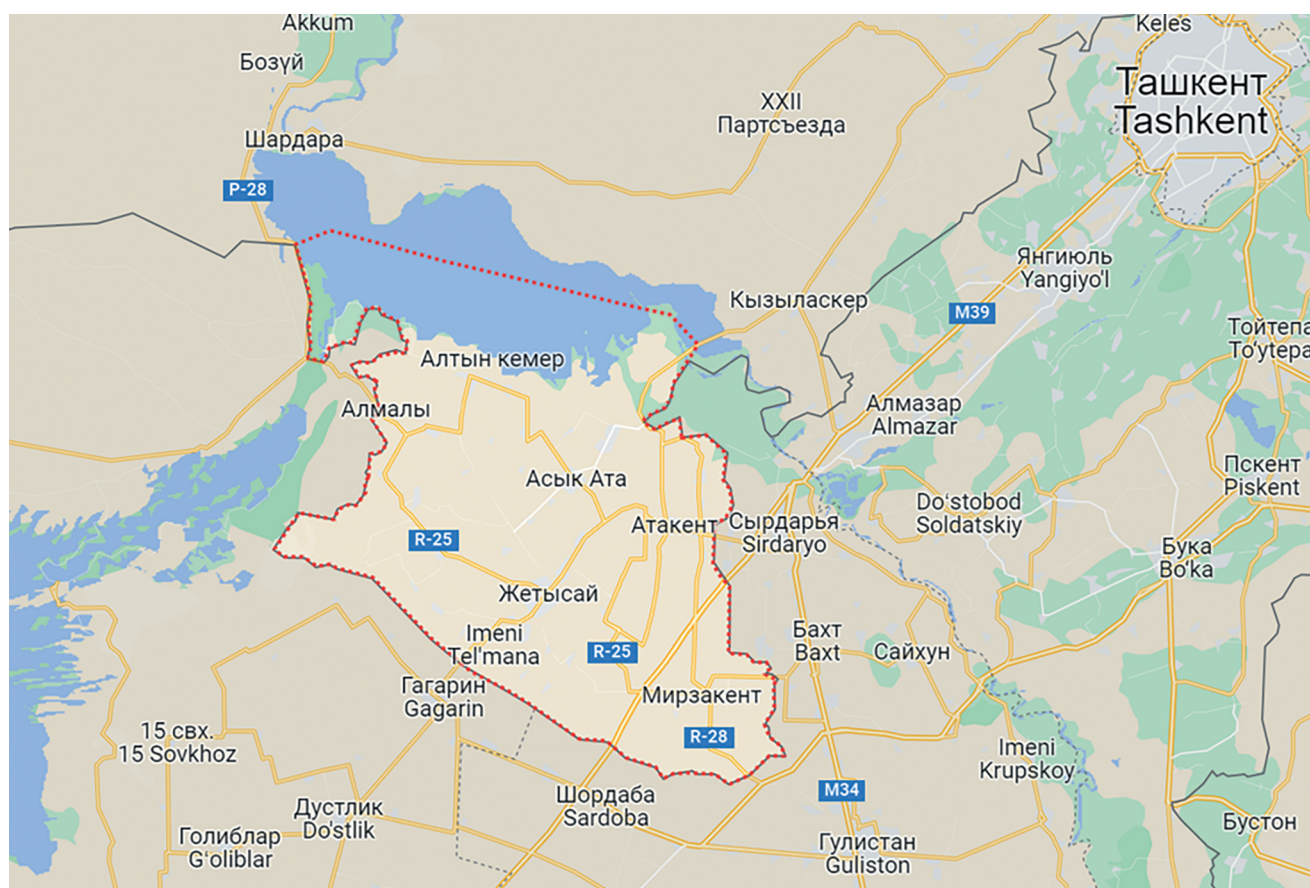 Akkum
Бозүй
Keles
Ташкент
Tashkent
XXII
Партсъезда
Шардара
P-28
Янгиюль
Yangiyo'l
Кызыласкер
M39
Тойтепа
To'ytepa
Алтын кемер
Алмалы
Алмазар
Almazar
Асык Ата
Пскент
Piskent
Do'stobod
Soldatskiy
Атакент
Сырдарья
Sirdaryo
R-25
Бука
Bo'ka
Жетысай
Imeni
Tel'mana
R-25
Бахт
Baxt
Сайхун
Гагарин
Gagarin
Мирзакент
15 свх.
15 Sovkhoz
R-28
Imeni
Krupskoy
M34
Шордаба
Sardoba
Дустлик
Do'stlik
Голиблар
G'oliblar
Гулистан
Guliston
Бустон